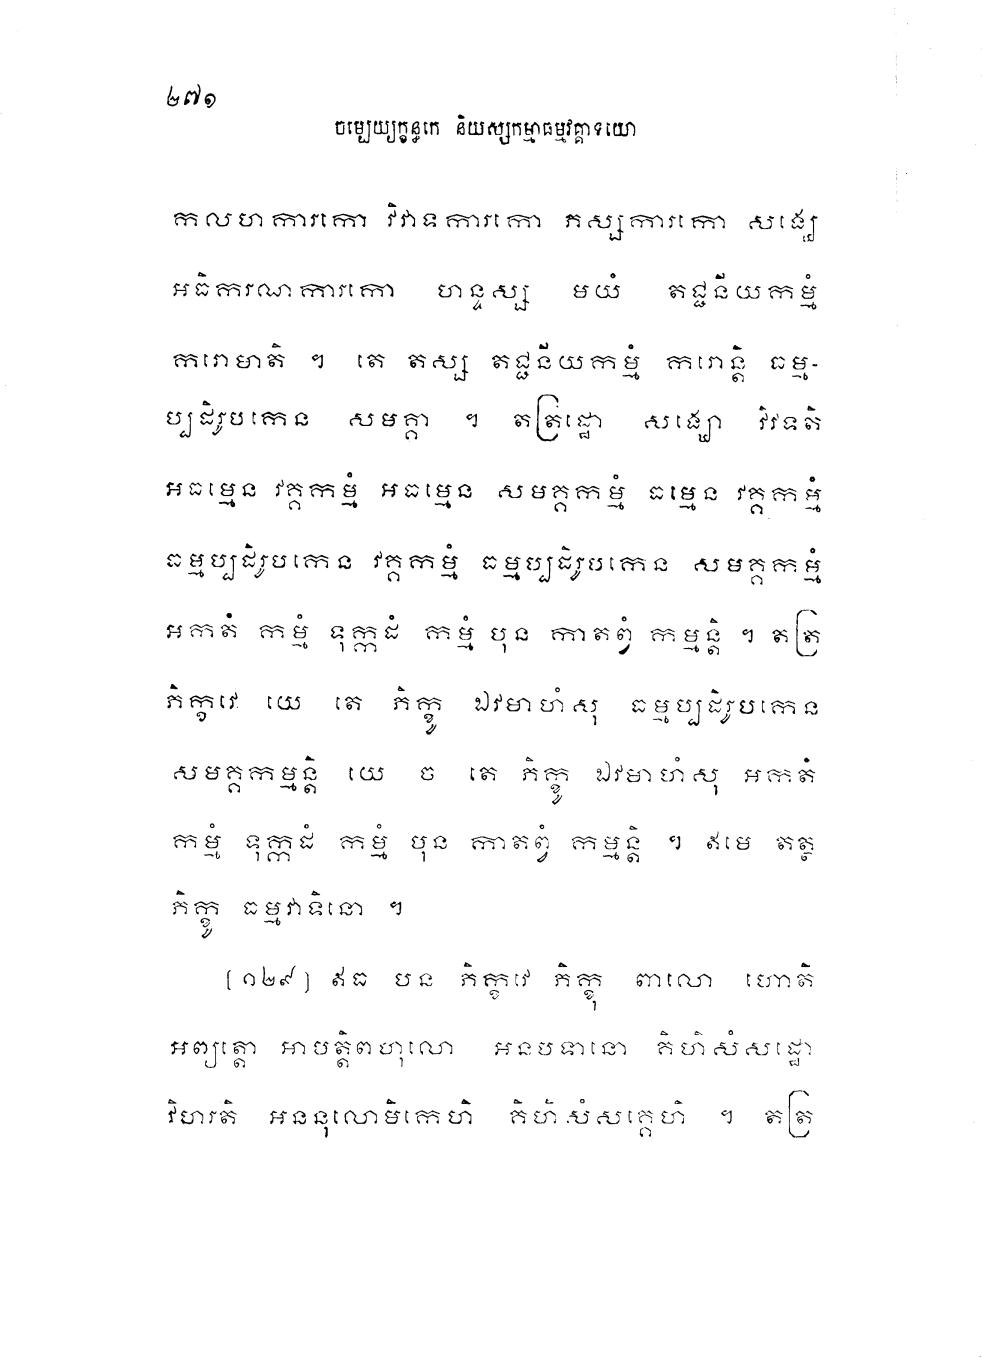 ២៧១
ចម្បេយ្យក្ខន្ធកេ និយស្សកម្មាធម្មវគ្គាទយោ
កលហការកោ វិវាទការកោ ភស្សការកោ សង្ឃេ
អធិករណការកោ ហន្ទស្ស មយំ តជ្ជនីយកម្មំ
ករោមាតិ ។ តេ តស្ស តជ្ជនីយកម្មំ ករោន្តិ ធម្ម-
ប្បដិរូបកេន សមគ្គា ។ តត្រដ្ឋោ សង្ឃោ វិវទតិ
អធម្មេន វគ្គកម្មំ អធម្មេន សមគ្គកម្មំ ធម្មេន វគ្គកម្មំ
ធម្មប្បដិរូបកេន វគ្គកម្មំ ធម្មប្បដិរូបកេន សមគ្គកម្មំ
អកតំ កម្មំ ទុក្កដំ កម្មំ បុន កាតព្វំ កម្មន្តិ ។ តត្រ
ភិក្ខវេ យេ តេ ភិក្ខូ ឯវមាហំសុ ធម្មប្បដិរូបកេន
សមគ្គកម្មន្តិ យេ ច តេ ភិក្ខូ ឯវមាហំសុ អកតំ
កម្មំ ទុក្កដំ កម្មំ បុន កាតព្វំ កម្មន្តិ ។ ឥមេ តត្ថ
ភិក្ខូ ធម្មវាទិនោ ។
(១២៩) ឥធ បន ភិក្ខវេ ភិក្ខុ ពាលោ ហោតិ
អព្យត្តោ អាបត្តិពហុលោ អនបទានោ គិហិសំសដ្ឋោ
វិហរតិ អននុលោមិកេហិ គិហិសំសគ្គេហិ ។ តត្រ